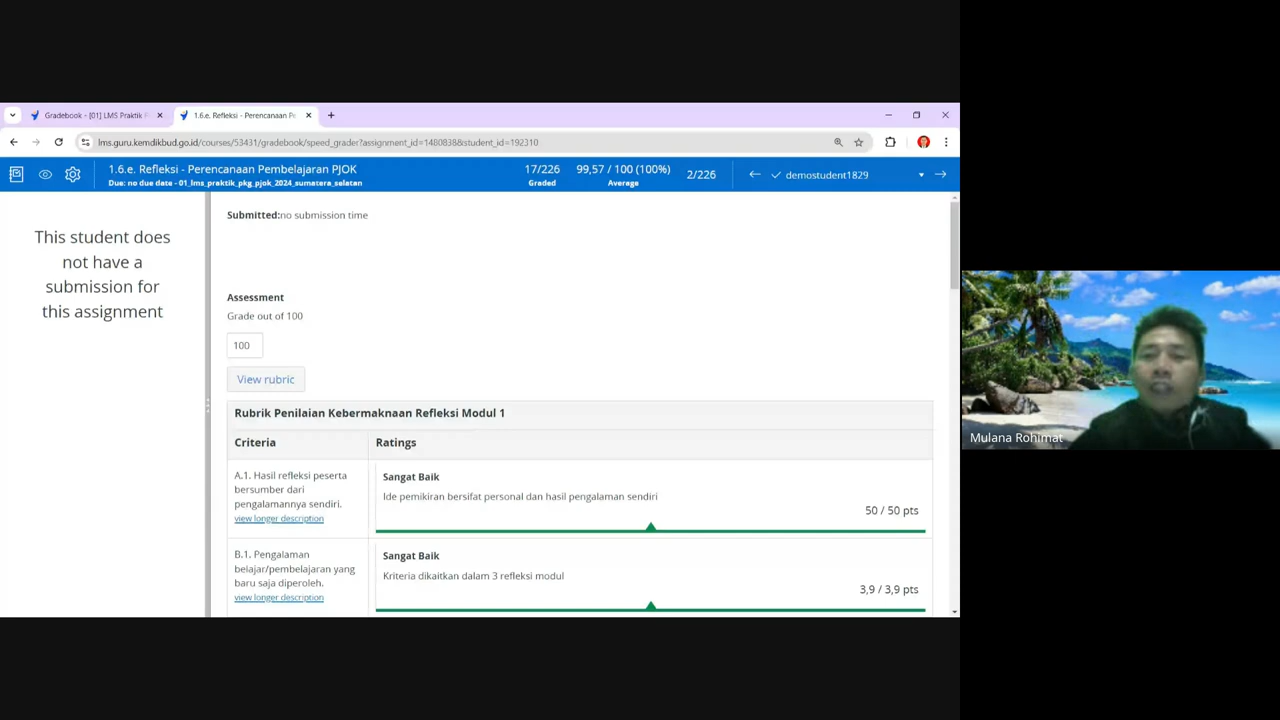 Gradebook - [01] LMS Praktik P
1.6.e. Refleksi - Perencanaan Pe
lms.guru.kemdikbud.go.id/courses/53431/gradebook/speed_grader?assignment_id=1480838&student_id=192310
1.6.e. Refleksi - Perencanaan Pembelajaran PJOK
Due: no due date - 01_lms_praktik_pkg_pjok_2024_sumatera_selatan
17/226
Graded
99,57 / 100 (100%)
Average
2/226
demostudent1829
This student does
not have a
submission for
this assignment
Submitted:no submission time
Assessment
Grade out of 100
100
View rubric
Rubrik Penilaian Kebermaknaan Refleksi Modul 1
Criteria
Ratings
A.1. Hasil refleksi peserta
bersumber dari
pengalamannya sendiri.
view longer description
Sangat Baik
Ide pemikiran bersifat personal dan hasil pengalaman sendiri
50 / 50 pts
B.1. Pengalaman
belajar/pembelajaran yang
baru saja diperoleh.
view longer description
Sangat Baik
Kriteria dikaitkan dalam 3 refleksi modul
3,9 / 3,9 pts
Mulana Rohimat